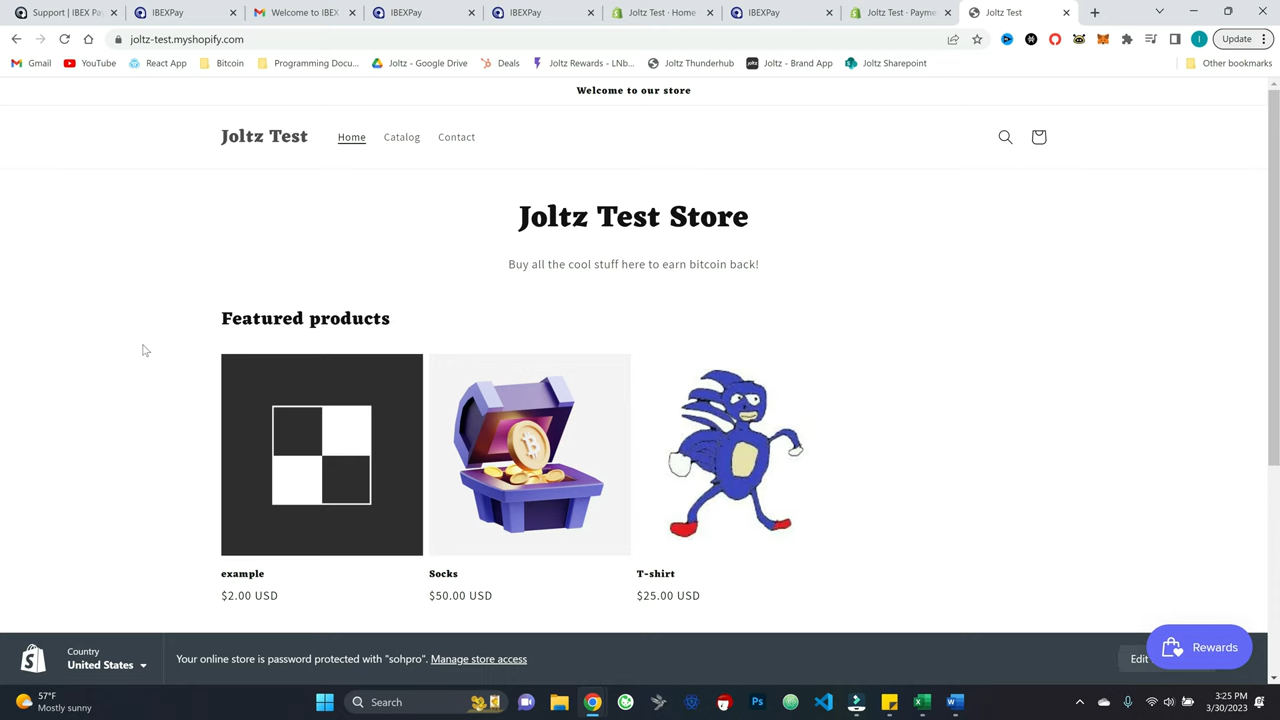 Support | IBEX Pay
IBEXPay
Welcome to IBEX
IBEXPay
IBEXPay
Joltz Test · Home
IBEXPay
Joltz Test · Payme
Joltz Test
joltz-test.myshopify.com
Update
Gmail
YouTube
React App
Bitcoin
Programming Docu...
Joltz - Google Drive
Deals
Joltz Rewards - LNb...
Joltz Thunderhub
Joltz - Brand App
Joltz Sharepoint
Other bookmarks
Welcome to our store
Joltz Test
Home
Catalog
Contact
Joltz Test Store
Buy all the cool stuff here to earn bitcoin back!
Featured products
example
Socks
T-shirt
$2.00 USD
$50.00 USD
$25.00 USD
Country
United States
Your online store is password protected with "sohpro". Manage store access
Edit
Rewards
57°F
Mostly sunny
Search
3:25 PM
3/30/2023